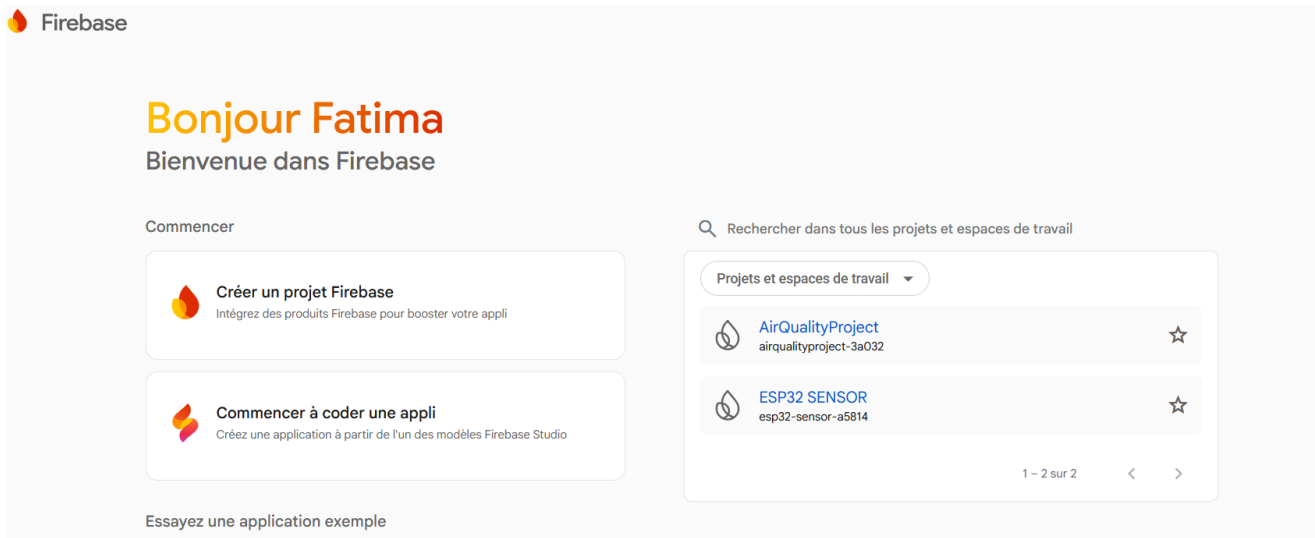 Firebase
Bonjour Fatima
Bienvenue dans Firebase
Commencer
Créer un projet Firebase
Intégrez des produits Firebase pour booster votre appli
Commencer à coder une appli
Créez une application à partir de l'un des modèles Firebase Studio
Essayez une application exemple
Rechercher dans tous les projets et espaces de travail
Projets et espaces de travail
AirQualityProject
airqualityproject-3a032
ESP32 SENSOR
esp32-sensor-a5814
1 – 2 sur 2